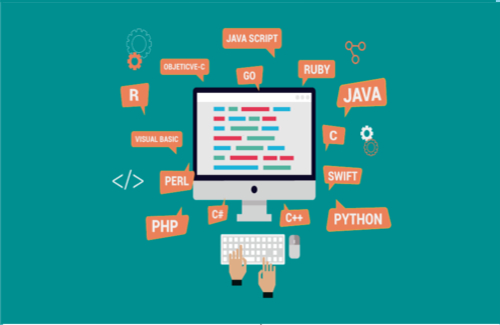 JAVA SCRIPT
OBJETICVE-C
GO
RUBY
R
JAVA
VISUAL BASIC
C
</>
PERL
SWIFT
PHP
C#
C++
PYTHON